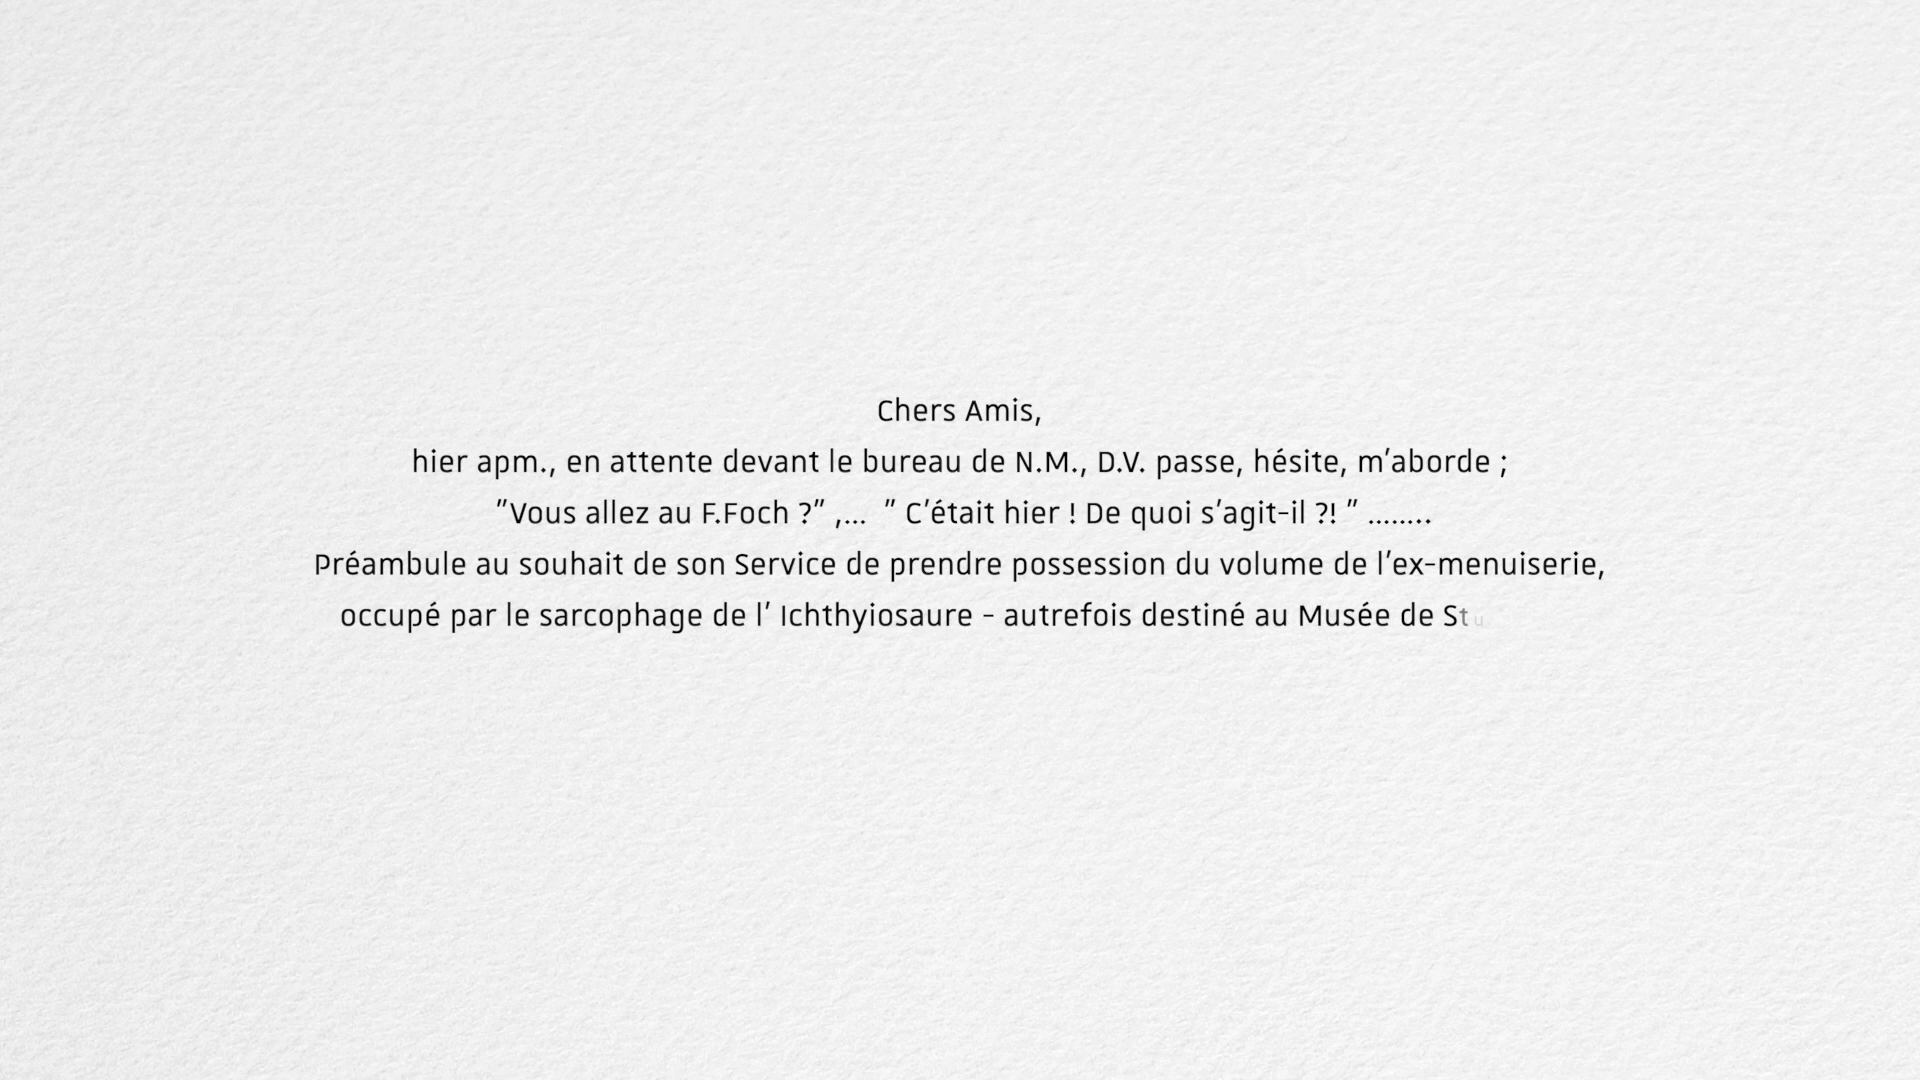 Chers Amis,
hier apm., en attente devant le bureau de N.M., D.V. passe, hésite, m'aborde ;
"Vous allez au F.Foch ?" ,... " C'était hier ! De quoi s'agit-il ?! " ........
Préambule au souhait de son Service de prendre possession du volume de l'ex-menuiserie,
occupé par le sarcophage de l' Ichthyiosaure - autrefois destiné au Musée de Stu